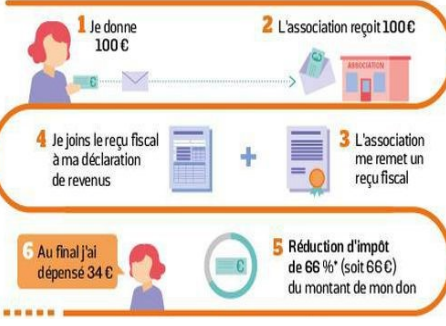 1 Je donne
100 €
2 L'association reçoit 100 €
ASSOCIATION
3 L'association
me remet un
reçu fiscal
4 Je joins le reçu fiscal
à ma déclaration
de revenus
5 Réduction d'impôt
de 66 %* (soit 66 €)
du montant de mon don
6 Au final j'ai
dépensé 34 €